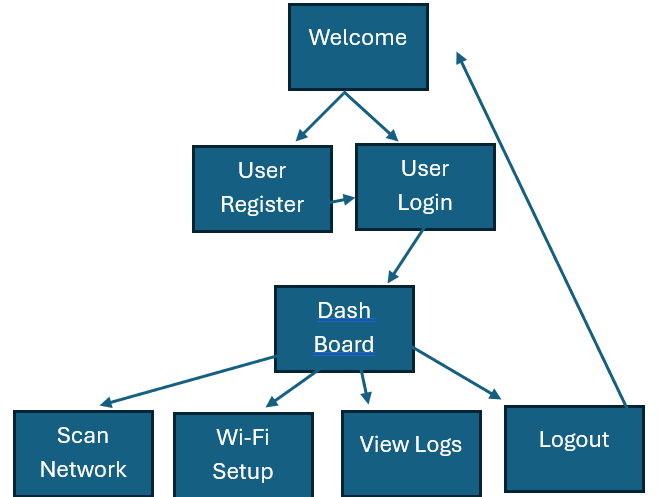 Welcome
User
Register
User
Login
Dash
Board
Scan
Network
Wi-Fi
Setup
View Logs
Logout